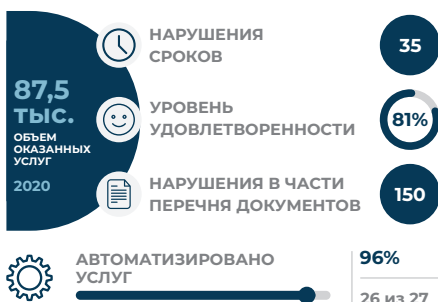 87,5
ТЫС.
ОБЪЕМ
ОКАЗАННЫХ
УСЛУГ
2020
НАРУШЕНИЯ
СРОКОВ
35
УРОВЕНЬ
УДОВЛЕТВОРЕННОСТИ
81%
НАРУШЕНИЯ В ЧАСТИ
ПЕРЕЧНЯ ДОКУМЕНТОВ
150
АВТОМАТИЗИРОВАНО
УСЛУГ
96%
26 из 27